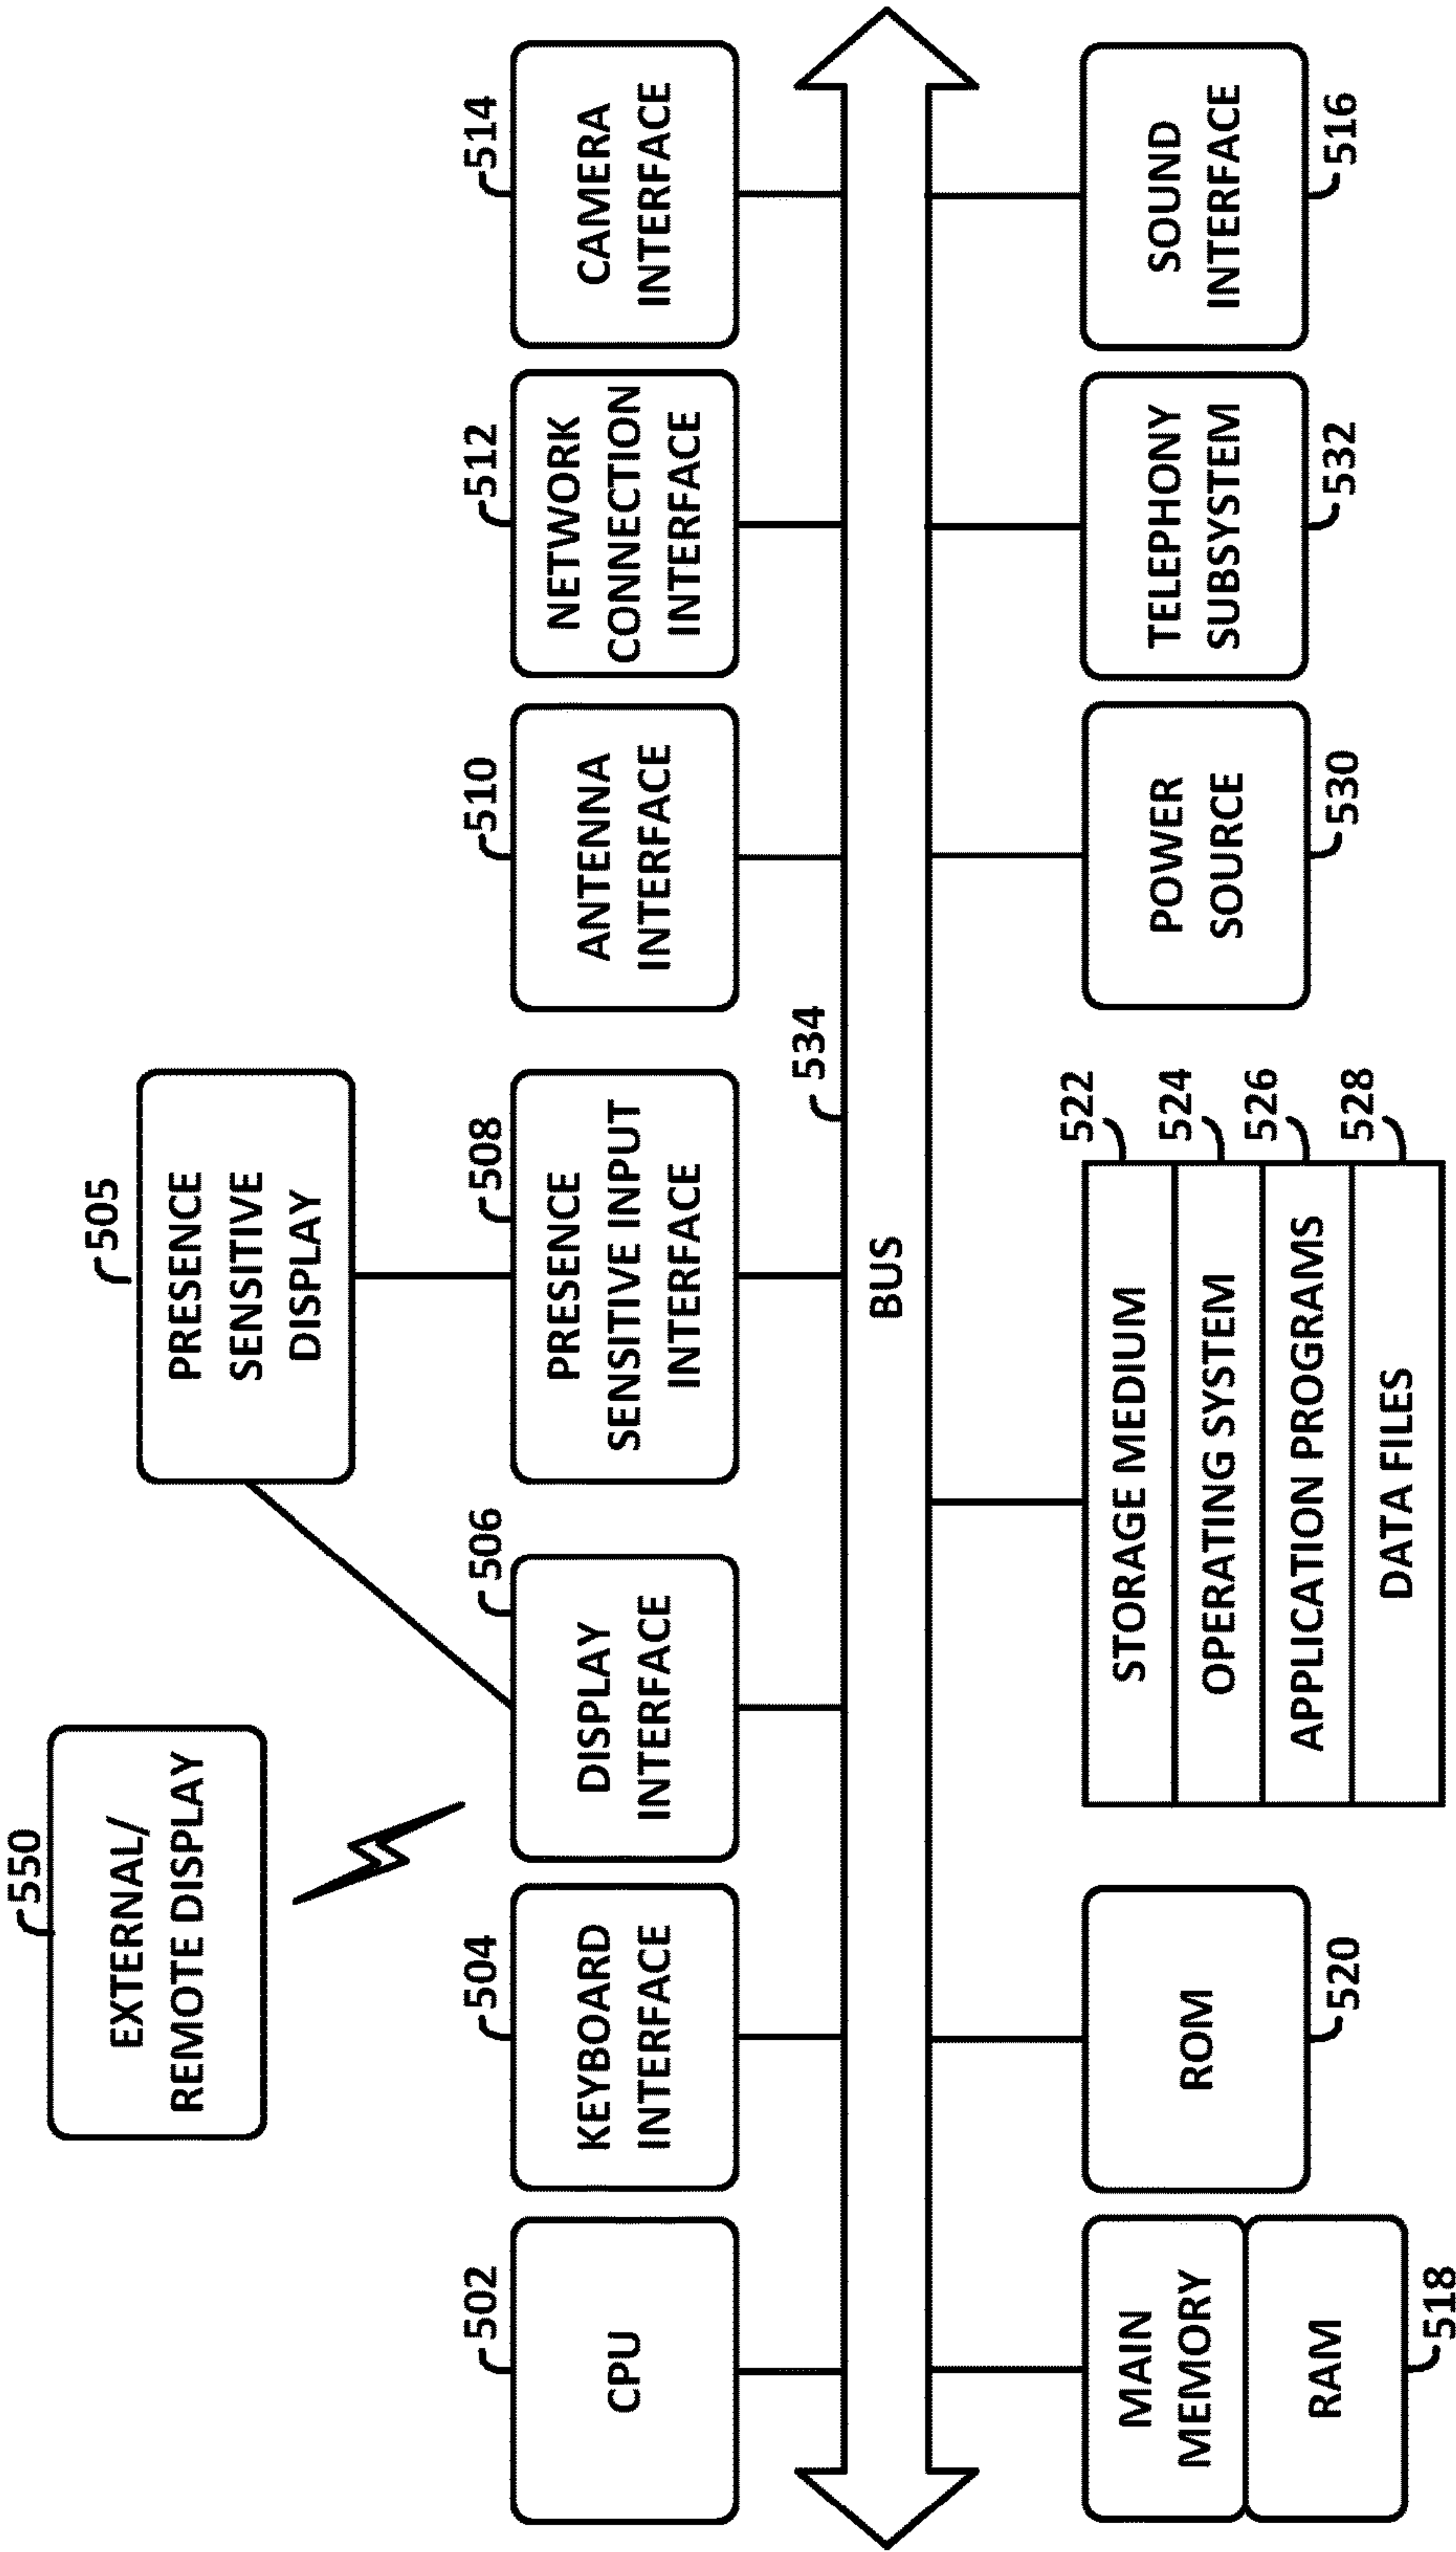 550
EXTERNAL/
REMOTE DISPLAY
505
PRESENCE
SENSITIVE
DISPLAY
502
CPU
504
KEYBOARD
INTERFACE
506
DISPLAY
INTERFACE
508
PRESENCE
SENSITIVE INPUT
INTERFACE
510
ANTENNA
INTERFACE
512
NETWORK
CONNECTION
INTERFACE
514
CAMERA
INTERFACE
534
BUS
MAIN
MEMORY
RAM
518
ROM
520
STORAGE MEDIUM
522
OPERATING SYSTEM
524
APPLICATION PROGRAMS
526
DATA FILES
528
POWER
SOURCE
530
TELEPHONY
SUBSYSTEM
532
SOUND
INTERFACE
516